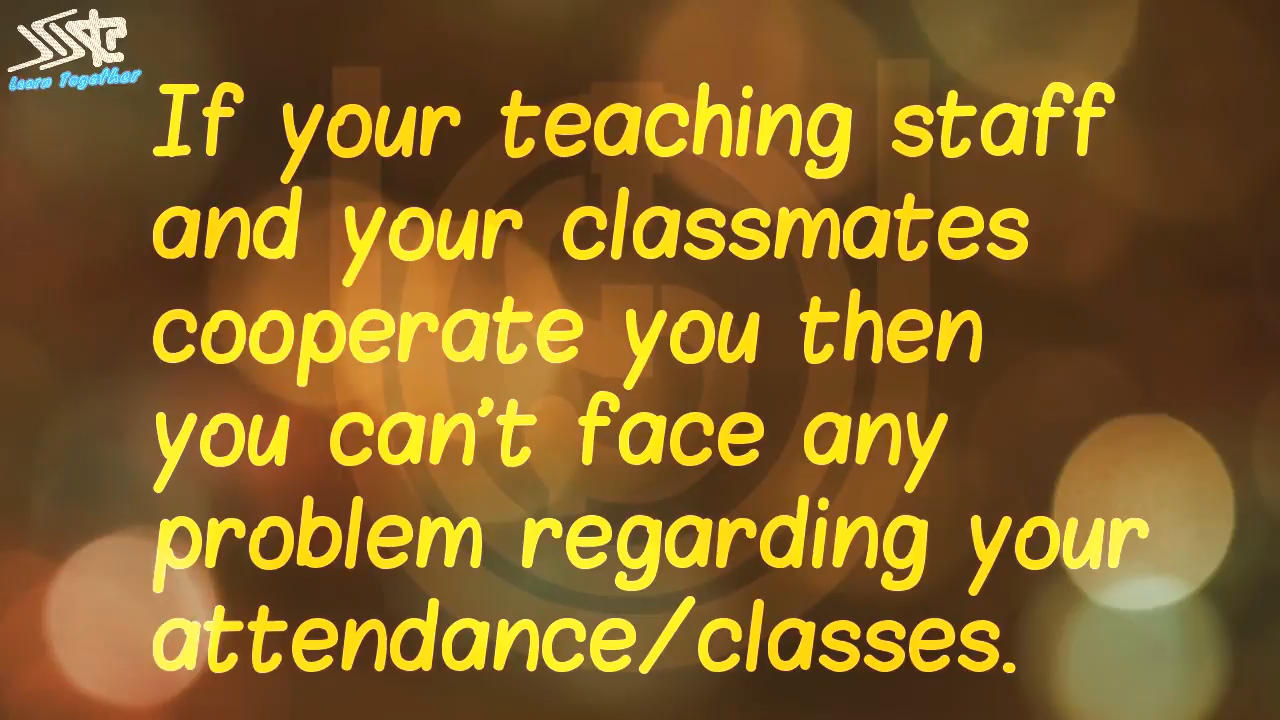 Learn Together
If your teaching staff
and your classmates
cooperate you then
you can't face any
problem regarding your
attendance/classes.